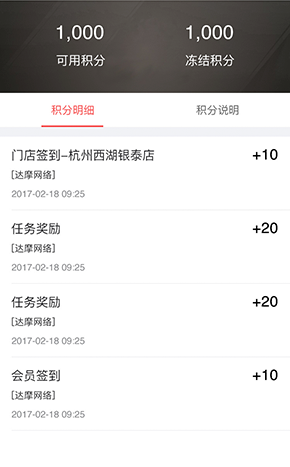 1,000 1,000
可用积分 冻结积分
积分明细 积分说明
门店签到-杭州西湖银泰店 +10
[达摩网络]
2017-02-18 09:25
任务奖励 +20
[达摩网络]
2017-02-18 09:25
任务奖励 +20
[达摩网络]
2017-02-18 09:25
会员签到 +10
[达摩网络]
2017-02-18 09:25